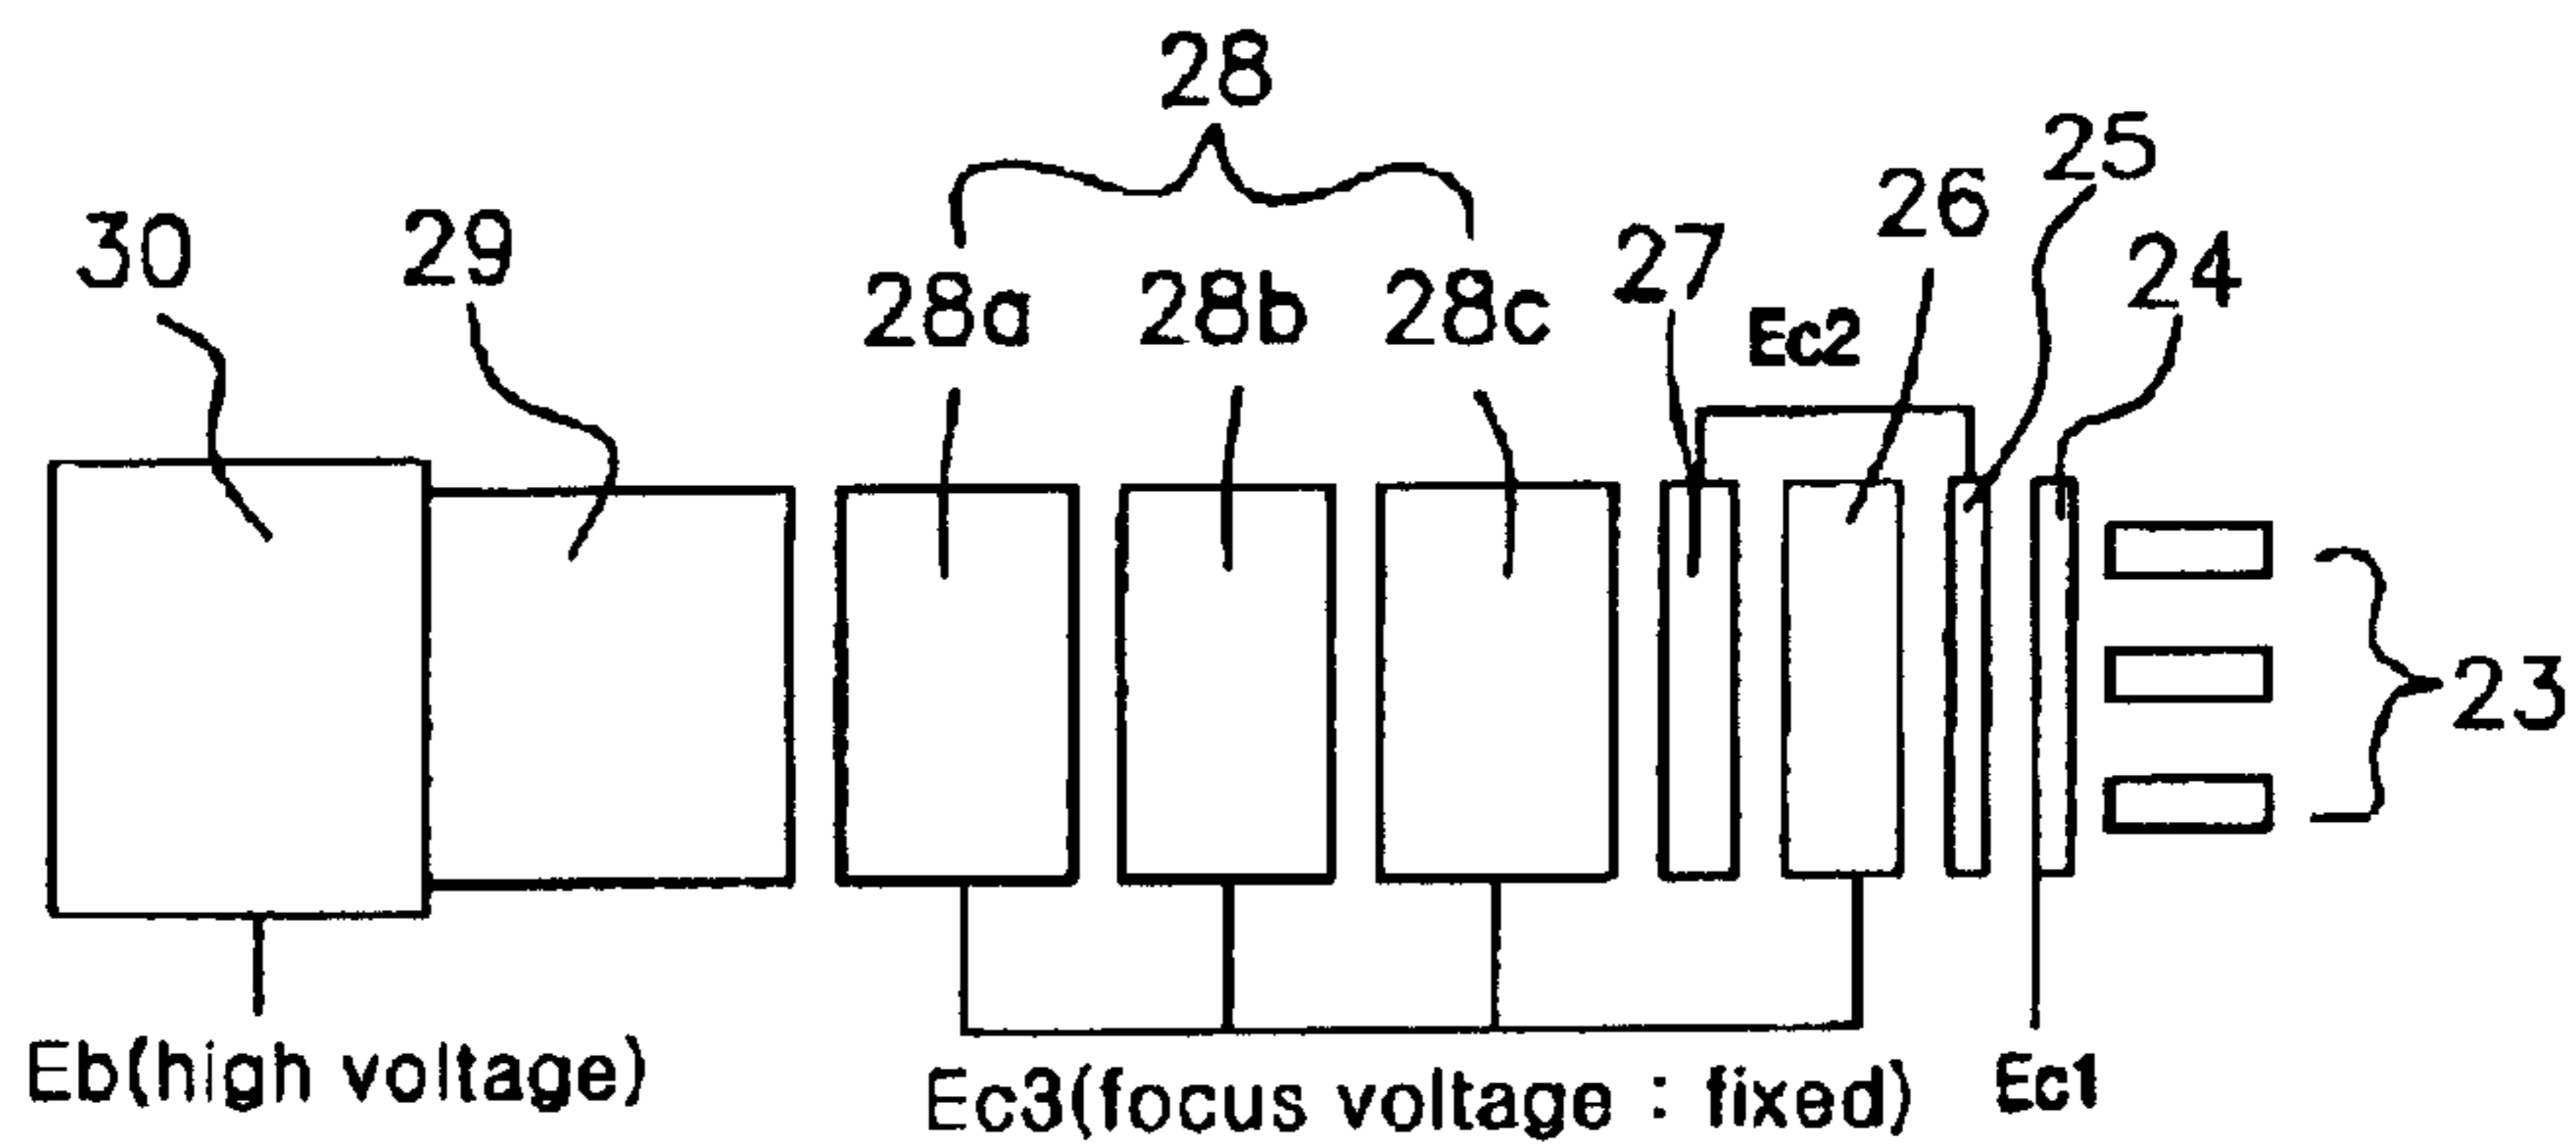 28
25
26
30
29
27
24
28a
28b
28c
Ec2
23
Eb(high voltage)
Ec3(focus voltage : fixed)
Ec1